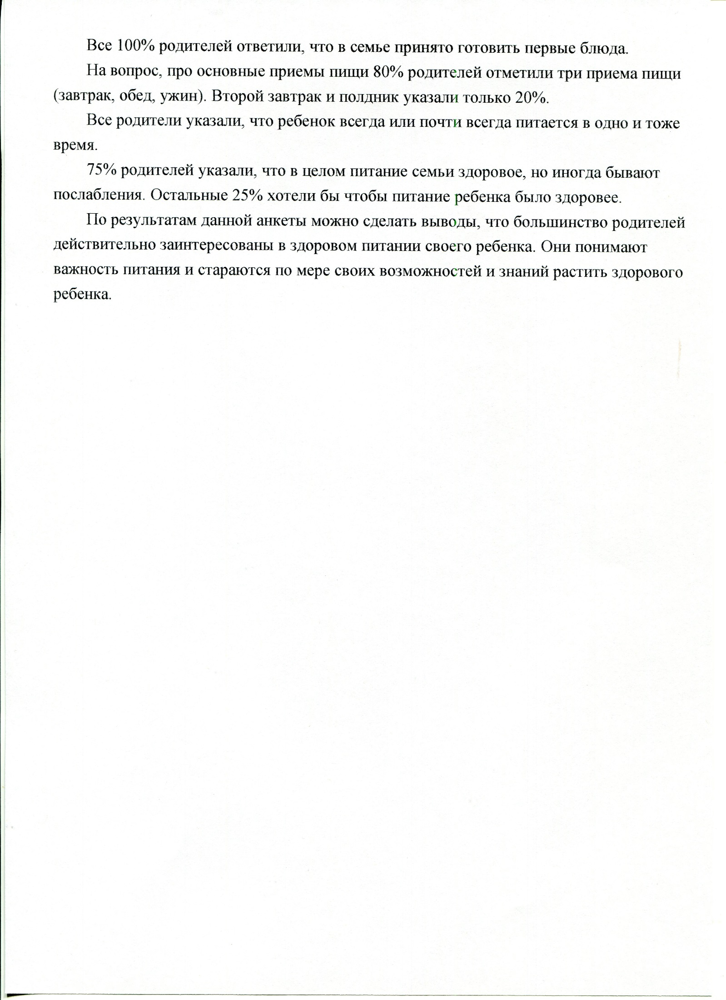 Все 100% родителей ответили, что в семье принято готовить первые блюда.
На вопрос, про основные приемы пищи 80% родителей отметили три приема пищи
(завтрак, обед, ужин). Второй завтрак и полдник указали только 20%.
Все родители указали, что ребенок всегда или почти всегда питается в одно и тоже
время.
75% родителей указали, что в целом питание семьи здоровое, но иногда бывают
послабления. Остальные 25% хотели бы чтобы питание ребенка было здоровее.
По результатам данной анкеты можно сделать выводы, что большинство родителей
действительно заинтересованы в здоровом питании своего ребенка. Они понимают
важность питания и стараются по мере своих возможностей и знаний растить здорового
ребенка.